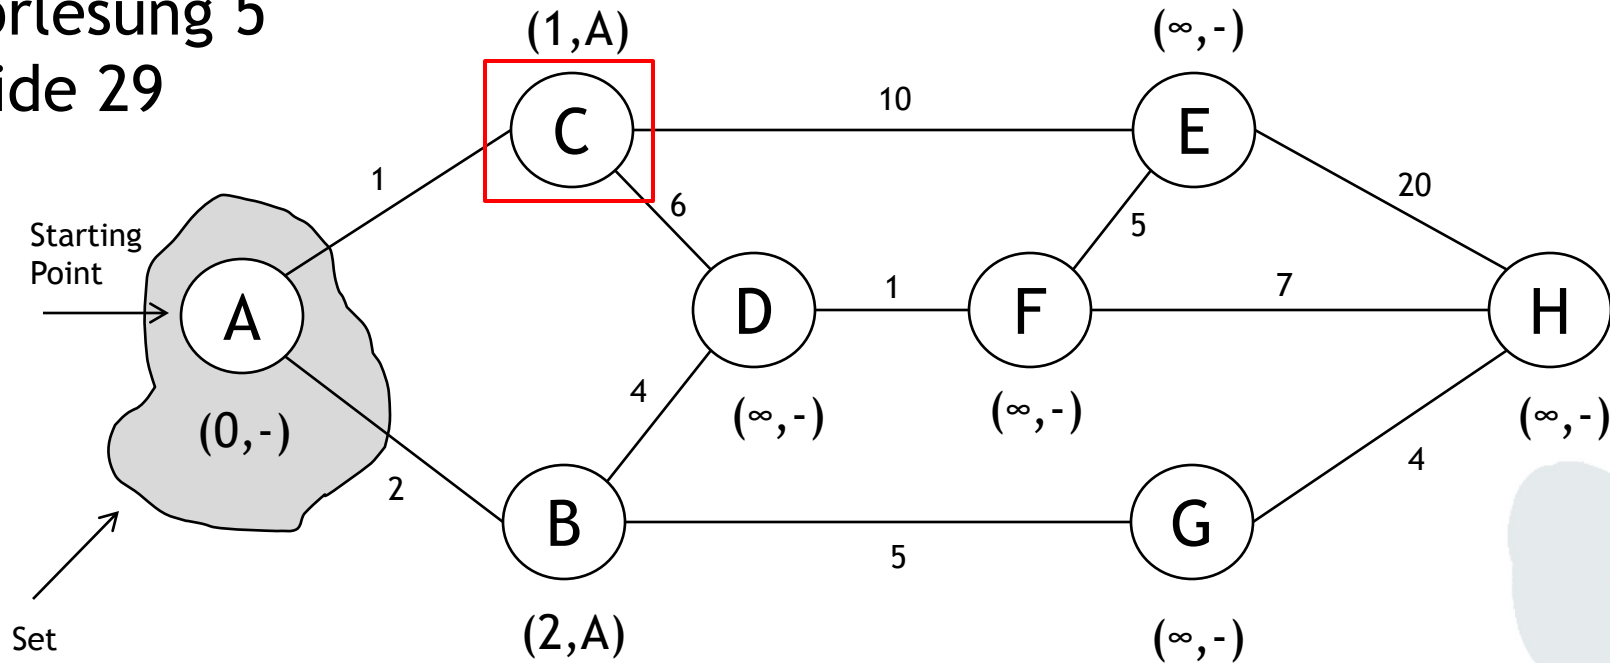 orlesung 5
ide 29
(1,A)
(∞,-)
C
10
E
1
6
20
Starting
Point
5
A
D
1
F
7
H
4
(0,-)
(∞,-)
(∞,-)
(∞,-)
2
4
B
5
G
Set
(2,A)
(∞,-)